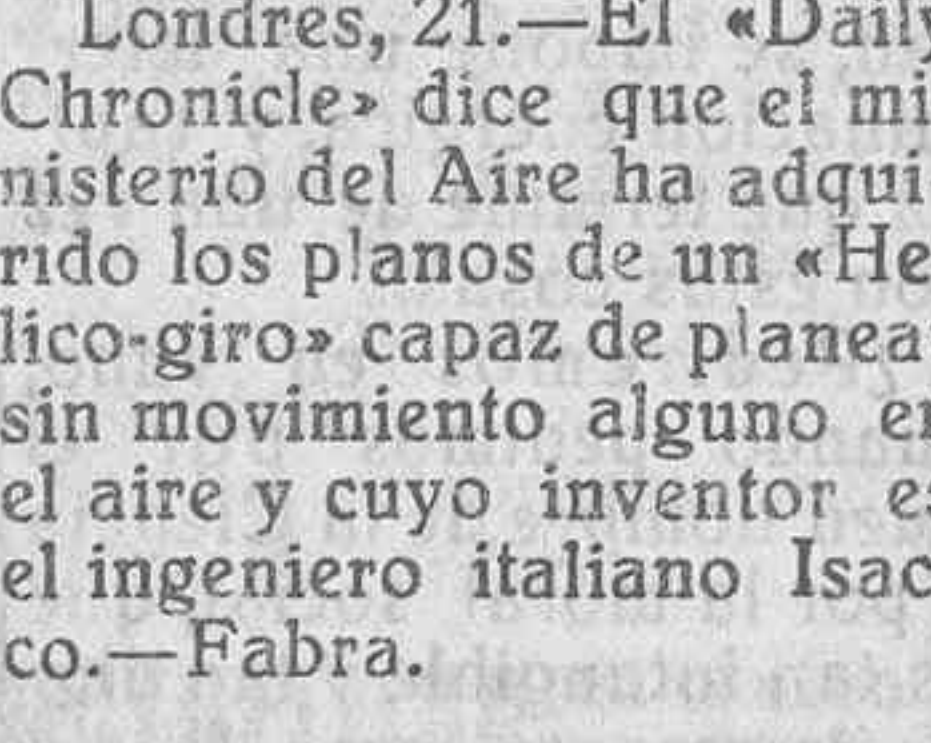 Londres, 21.—El «Daily
Chronicle» dice que el mi
nisterio del Aire ha adqui
rido los planos de un «He
lico-giro» capaz de planea
sin movimiento alguno en
el aire y cuyo inventor es
el ingeniero italiano Isac
co.—Fabra.